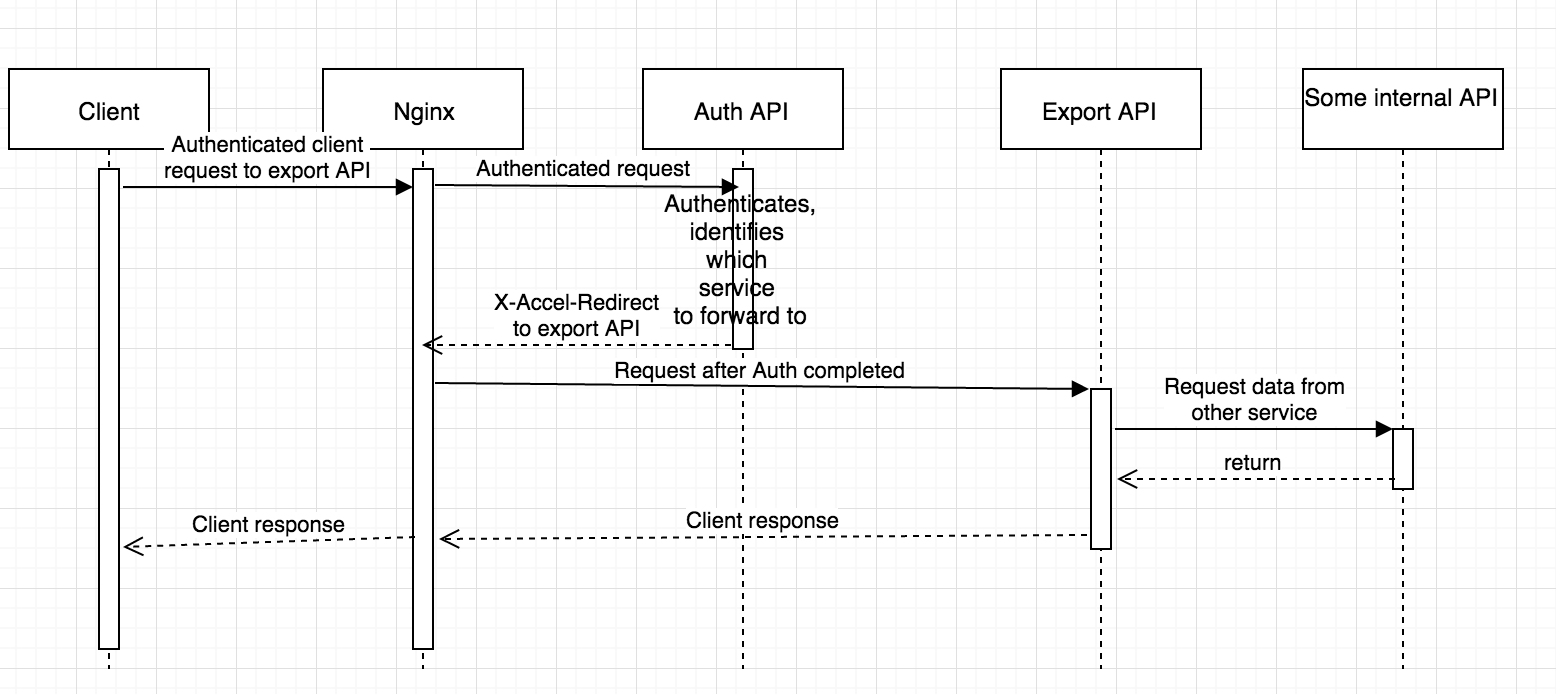 Client
Nginx
Auth API
Export API
Some internal API
Authenticated client
request to export API
Authenticated request
Authenticates,
identifies
which
service
to forward to
X-Accel-Redirect
to export API
Request after Auth completed
Request data from
other service
return
Client response
Client response